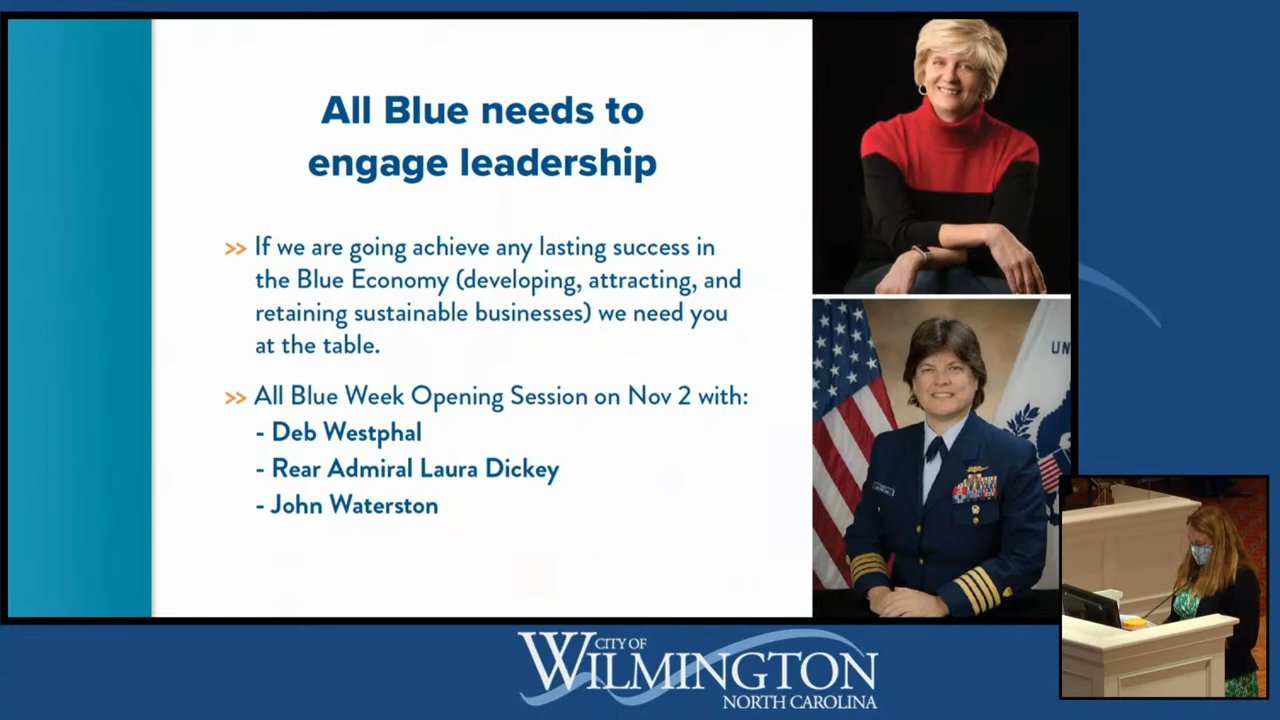 All Blue needs to
engage leadership
>> If we are going achieve any lasting success in
the Blue Economy (developing, attracting, and
retaining sustainable businesses) we need you
at the table.
>> All Blue Week Opening Session on Nov 2 with:
- Deb Westphal
- Rear Admiral Laura Dickey
- John Waterston
UN
CITY OF
WILMINGTON
NORTH CAROLINA